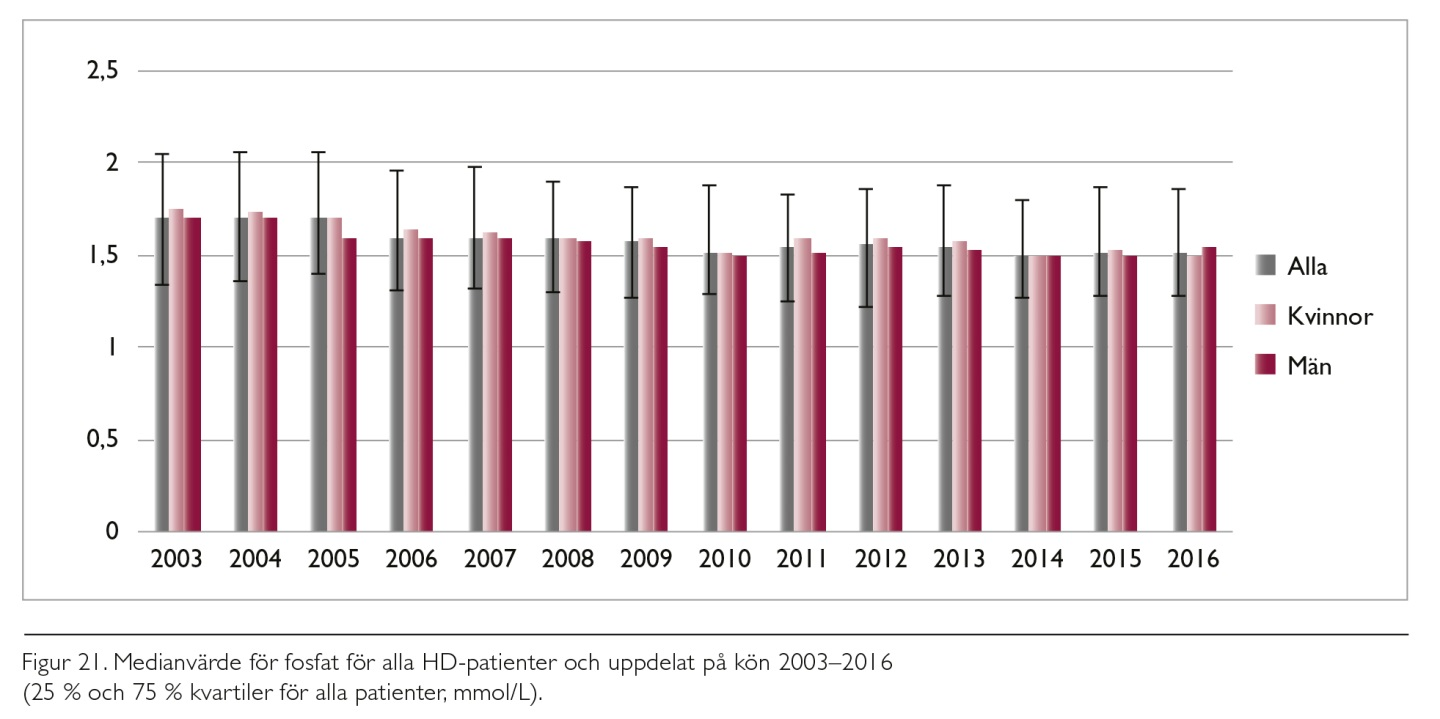 2,5
2
1,5
1
0,5
0
2003 2004 2005 2006 2007 2008 2009 2010 2011 2012 2013 2014 2015 2016
Alla
Kvinnor
Män
Figur 21. Medianvärde för fosfat för alla HD-patienter och uppdelat på kön 2003–2016
(25 % och 75 % kvartiler för alla patienter, mmol/L).